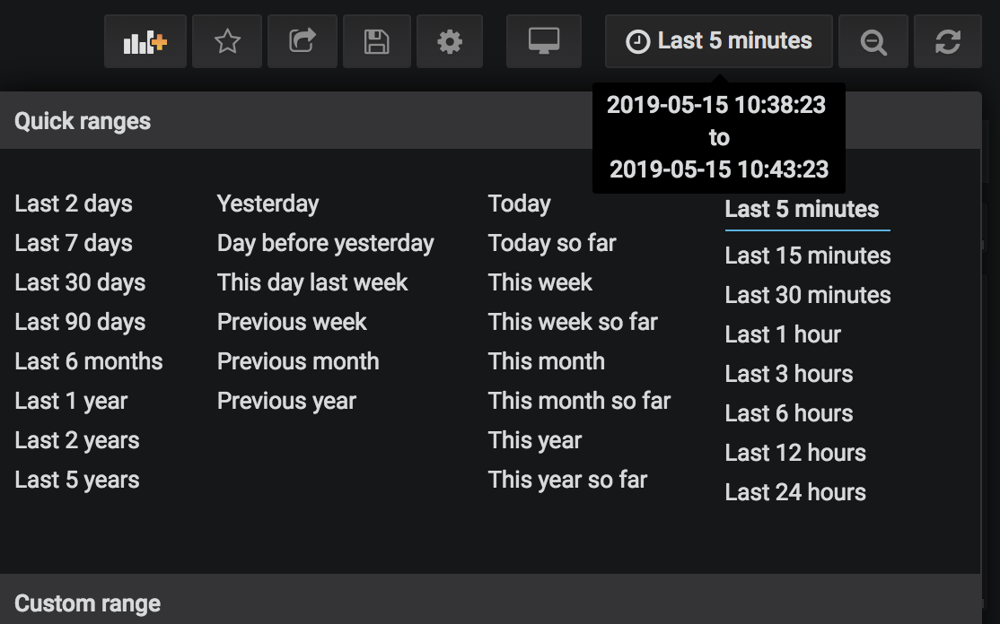 Last 5 minutes
2019-05-15 10:38:23
to
2019-05-15 10:43:23
Quick ranges
Last 2 days
Last 7 days
Last 30 days
Last 90 days
Last 6 months
Last 1 year
Last 2 years
Last 5 years
Yesterday
Day before yesterday
This day last week
Previous week
Previous month
Previous year
Today
Today so far
This week
This week so far
This month
This month so far
This year
This year so far
Last 5 minutes
Last 15 minutes
Last 30 minutes
Last 1 hour
Last 3 hours
Last 6 hours
Last 12 hours
Last 24 hours
Custom range